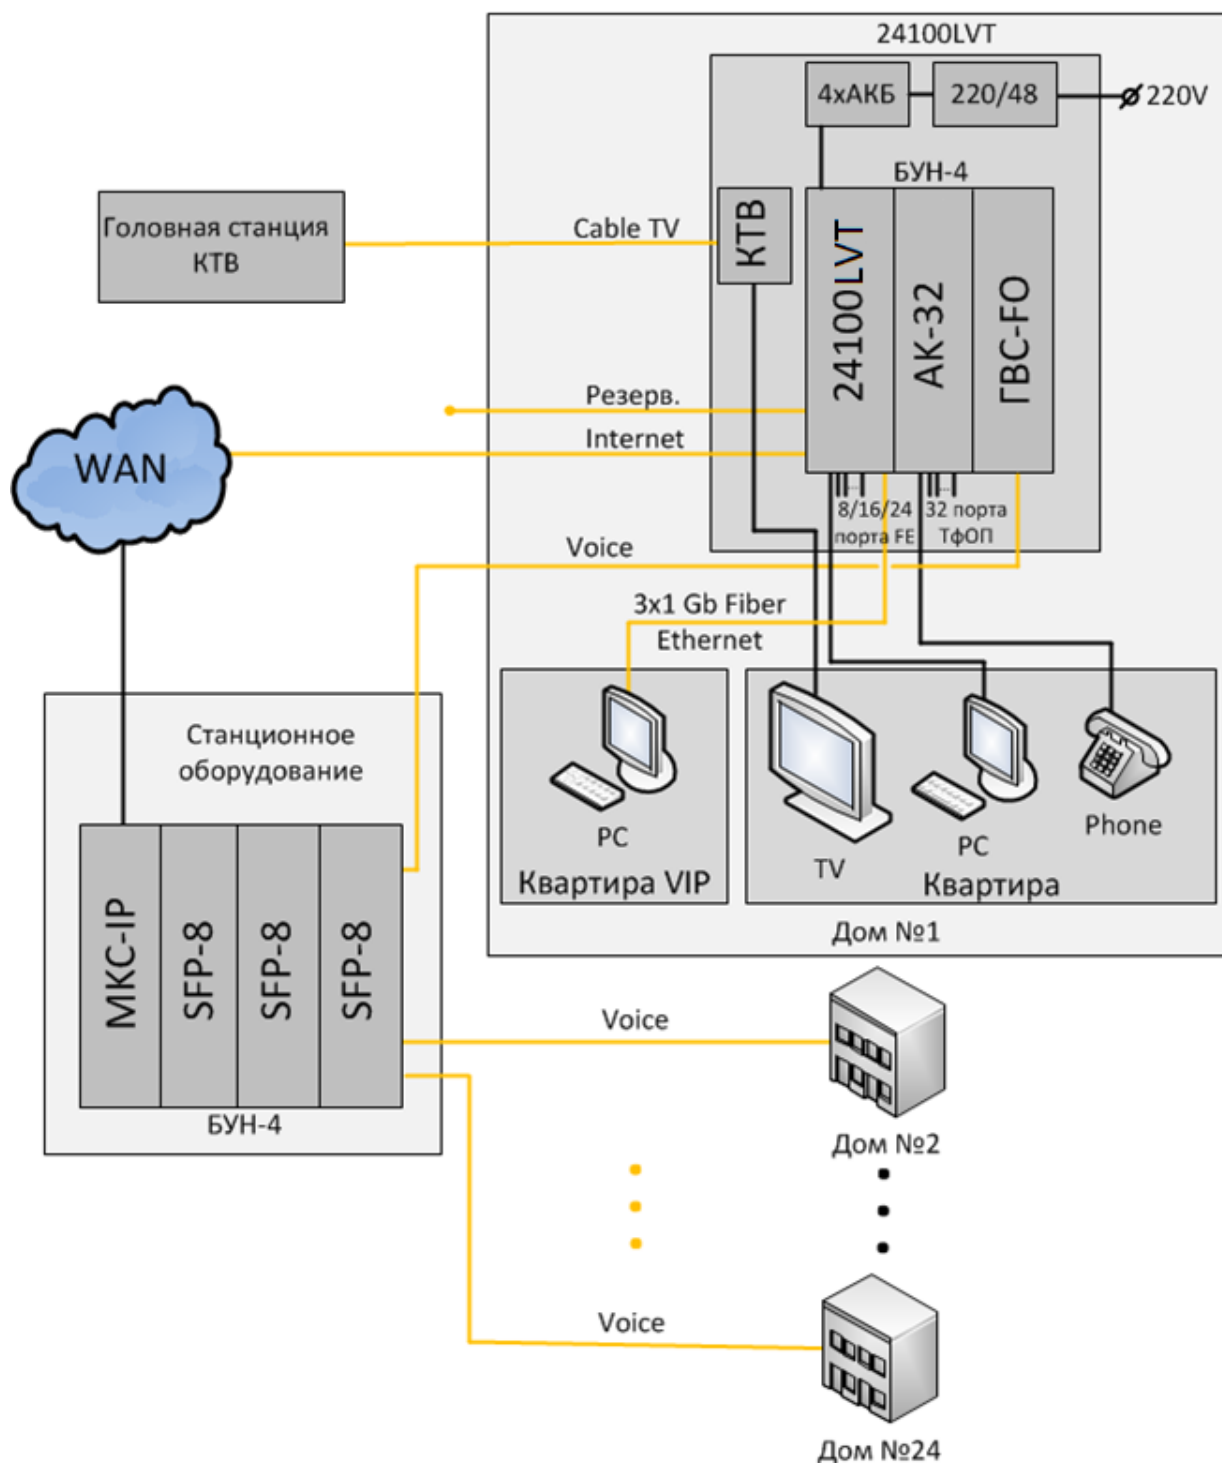 24100LVT
4хАКБ
220/48
220V
БУН-4
Головная станция
КТВ
Cable TV
КТВ
24100LVT
АК-32
ГВС-FO
Резерв.
Internet
WAN
8/16/24
порта FE
32 порта
ТфОП
Voice
3x1 Gb Fiber
Ethernet
Станционное
оборудование
PC
Квартира VIP
TV
PC
Phone
Квартира
Дом №1
МКС-IP
SFP-8
SFP-8
SFP-8
БУН-4
Voice
Дом №2
Voice
Дом №24